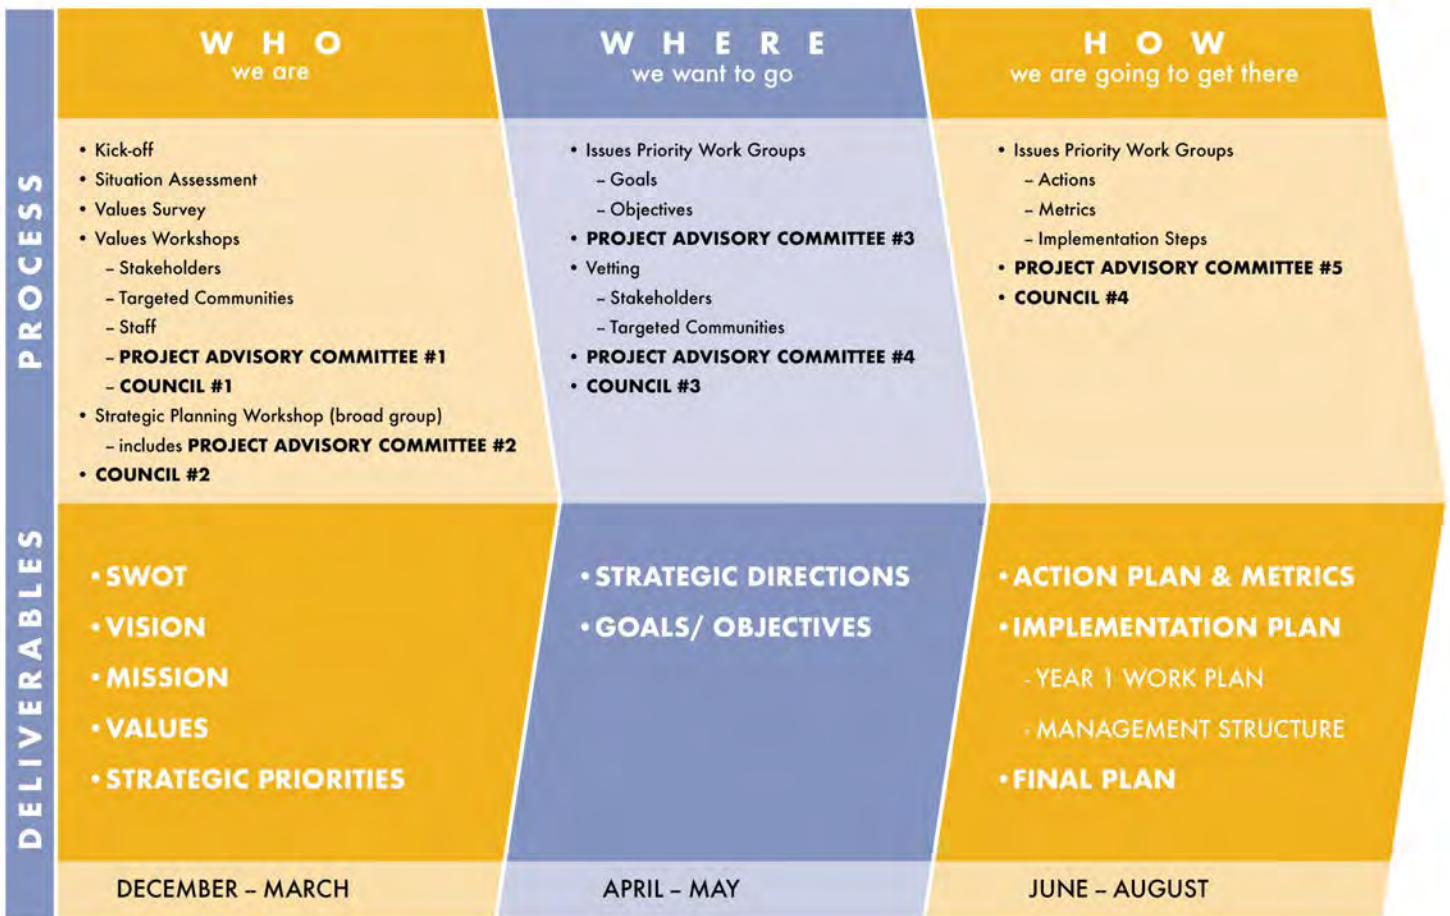 WHO
we are
WHERE
we want to go
HOW
we are going to get there
PROCESS
• Kick-off
• Situation Assessment
• Values Survey
• Values Workshops
– Stakeholders
– Targeted Communities
– Staff
– PROJECT ADVISORY COMMITTEE #1
– COUNCIL #1
• Strategic Planning Workshop (broad group)
– includes PROJECT ADVISORY COMMITTEE #2
• COUNCIL #2
• Issues Priority Work Groups
– Goals
– Objectives
• PROJECT ADVISORY COMMITTEE #3
• Vetting
– Stakeholders
– Targeted Communities
• PROJECT ADVISORY COMMITTEE #4
• COUNCIL #3
• Issues Priority Work Groups
– Actions
– Metrics
– Implementation Steps
• PROJECT ADVISORY COMMITTEE #5
• COUNCIL #4
DELIVERABLES
• SWOT
• VISION
• MISSION
• VALUES
• STRATEGIC PRIORITIES
• STRATEGIC DIRECTIONS
• GOALS/ OBJECTIVES
• ACTION PLAN & METRICS
• IMPLEMENTATION PLAN
- YEAR 1 WORK PLAN
- MANAGEMENT STRUCTURE
• FINAL PLAN
DECEMBER – MARCH
APRIL – MAY
JUNE – AUGUST